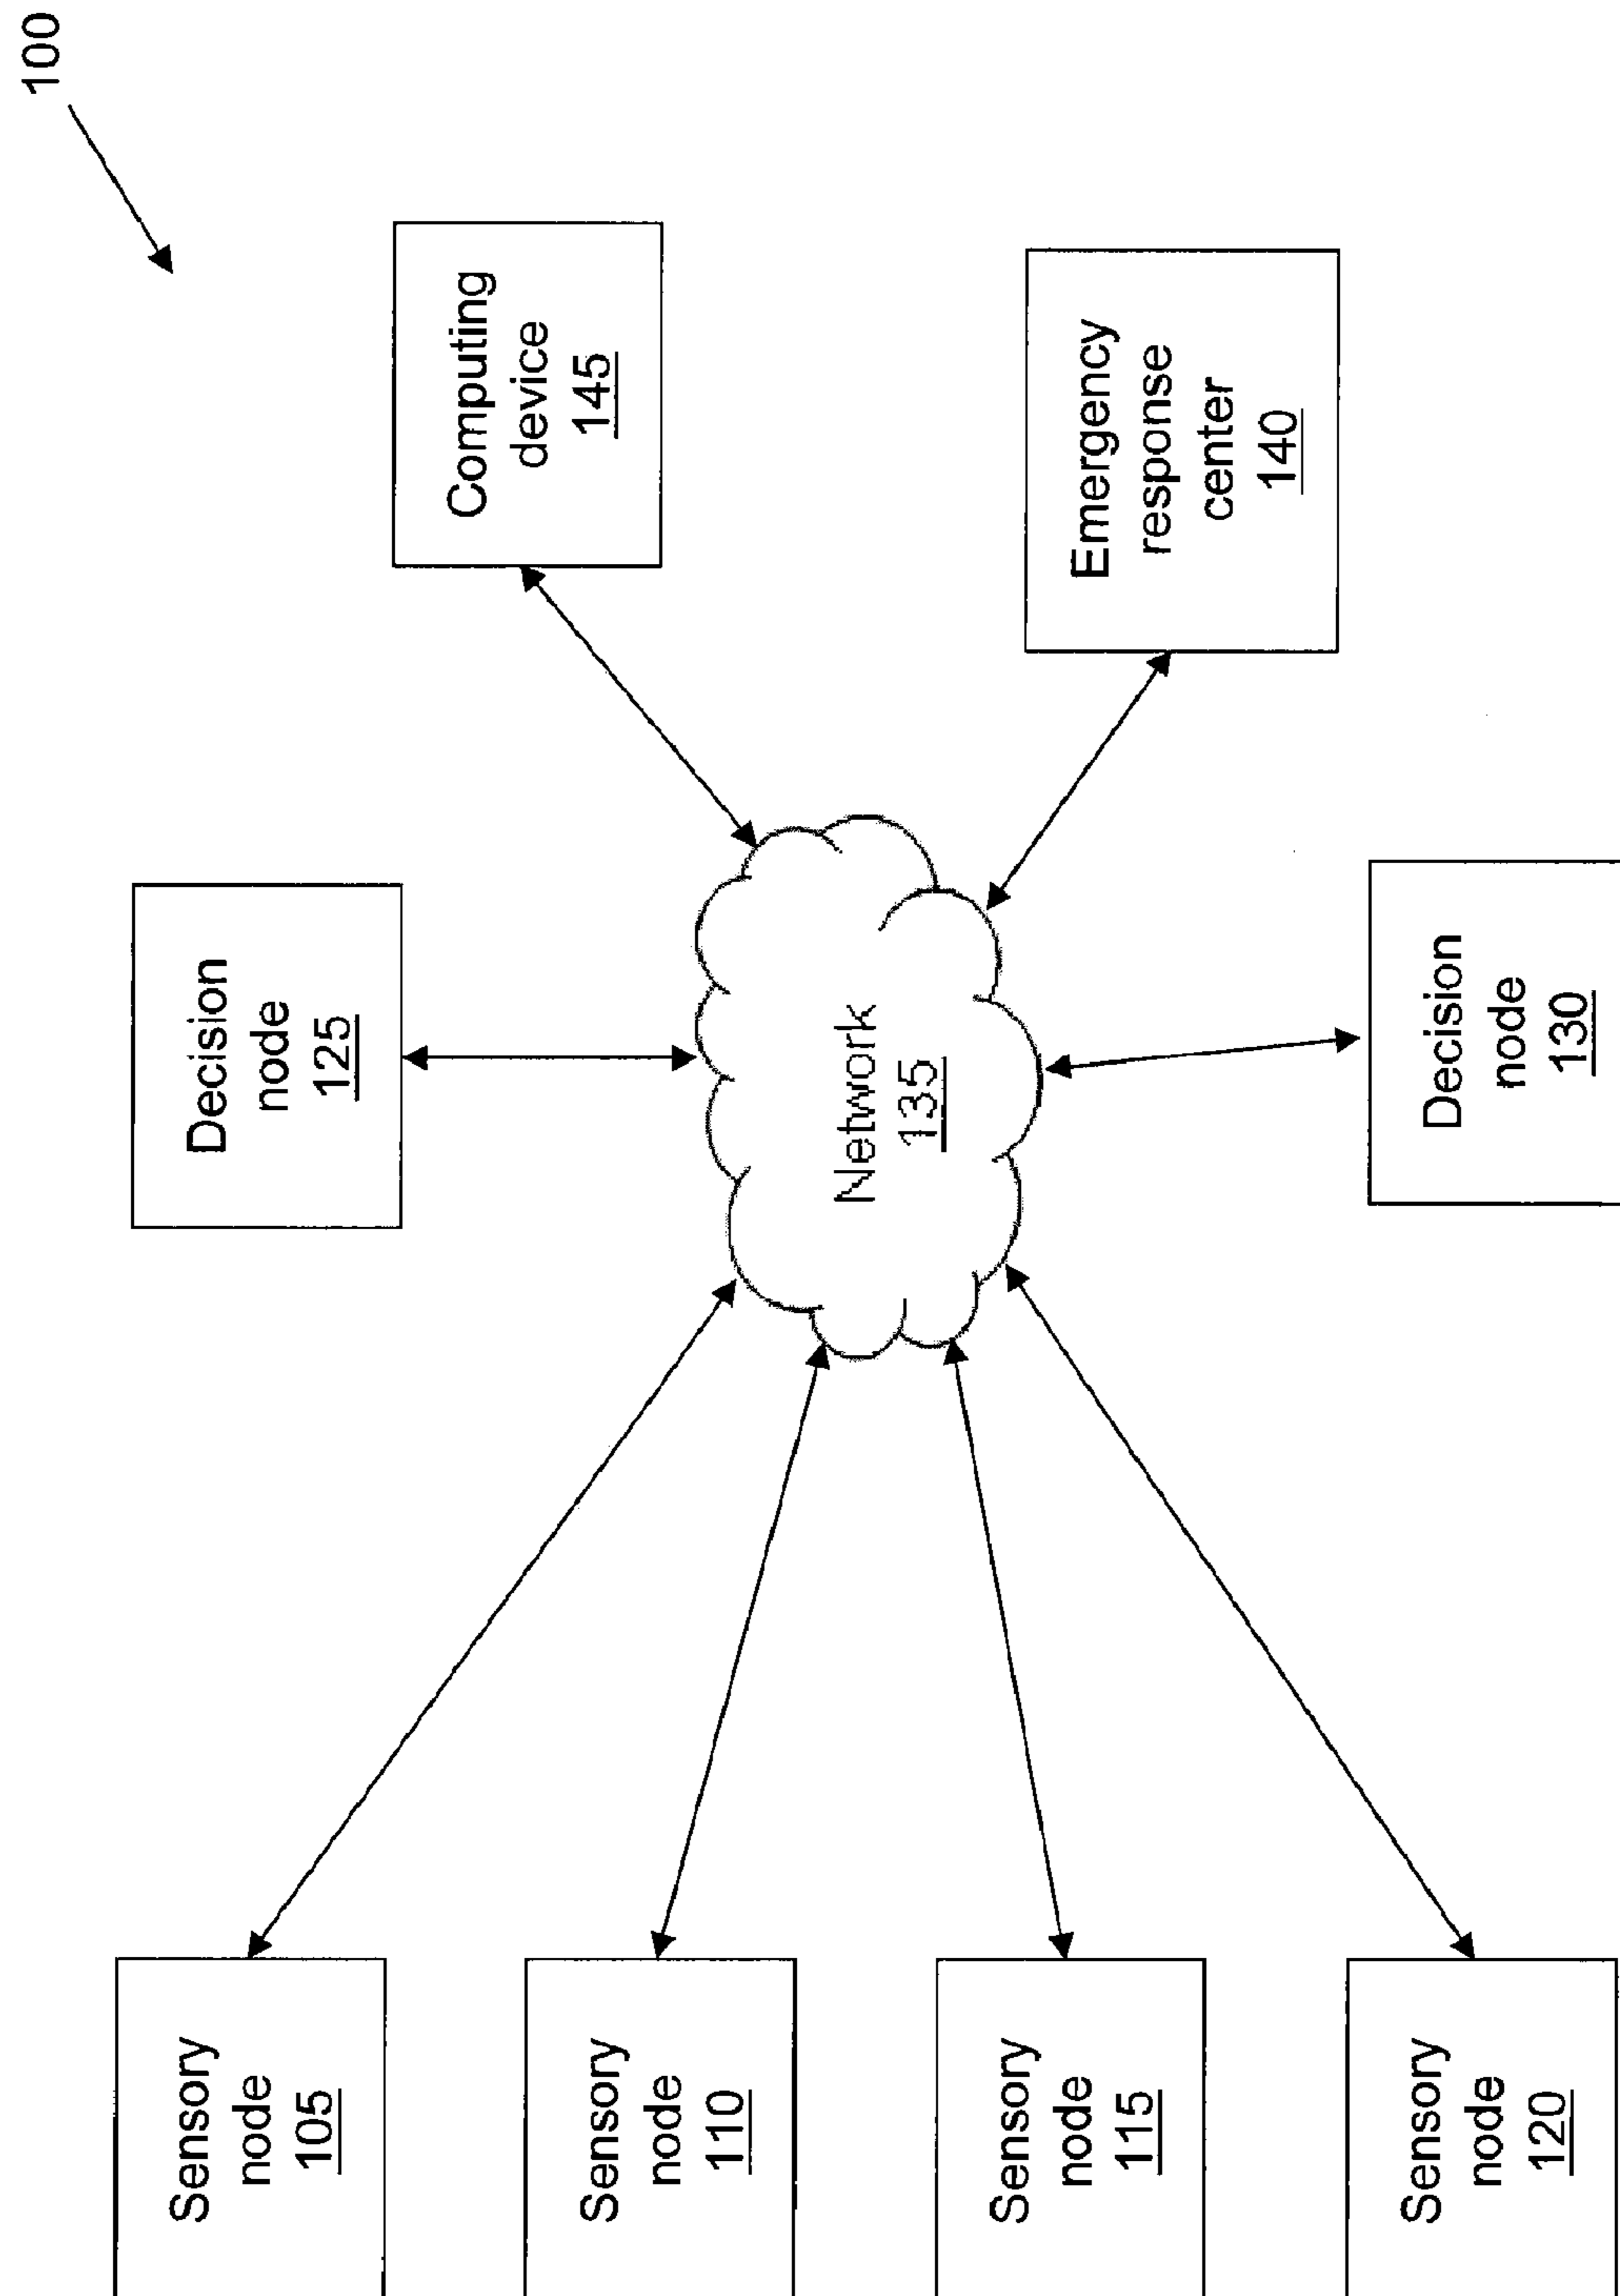 100
Sensory
node
105
Sensory
node
110
Sensory
node
115
Sensory
node
120
Decision
node
125
Network
135
Decision
node
130
Computing
device
145
Emergency
response
center
140